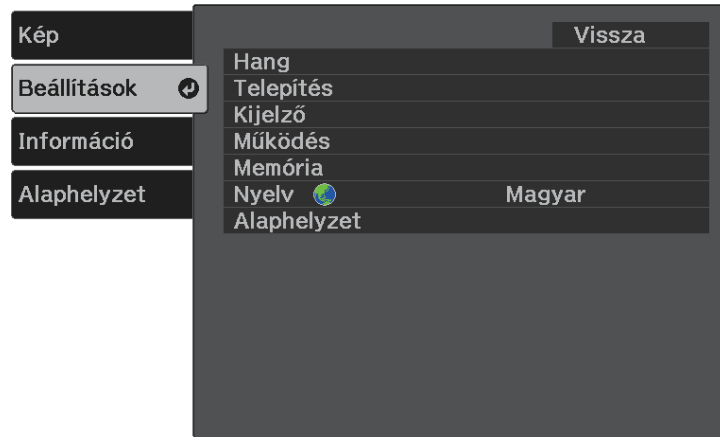 Kép
Beállítások
Információ
Alaphelyzet
Vissza
Hang
Telepítés
Kijelző
Működés
Memória
Nyelv Magyar
Alaphelyzet